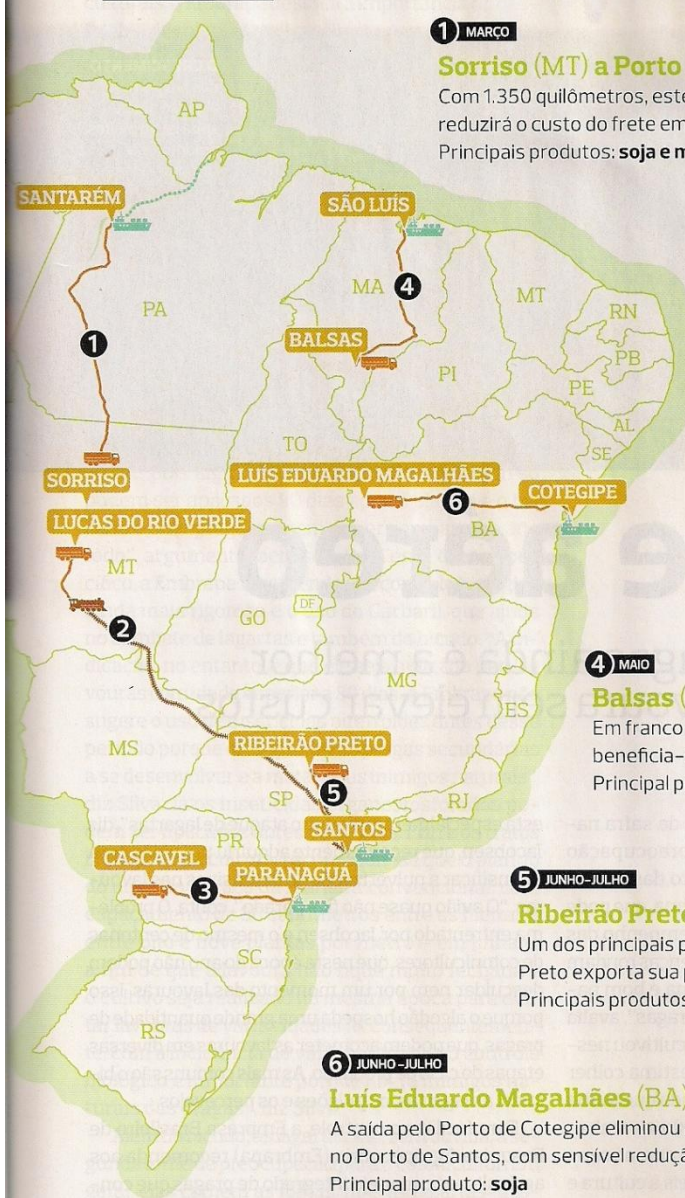 1 MARÇO
Sorriso (MT) a Porto
Com 1.350 quilômetros, este
reduzirá o custo do frete em
Principais produtos: soja e m
AP
SANTARÉM
SÃO LUÍS
MA
4
MT
RN
PA
1
BALSAS
PB
PI
PE
AL
TO
SE
SORRISO
LUÍS EDUARDO MAGALHÃES
6
COTEGIPE
BA
LUCAS DO RIO VERDE
MT
2
GO
DF
MG
ES
MS
RIBEIRÃO PRETO
5
SP
RJ
SANTOS
PR
CASCAVEL
3
PARANAGUÁ
SC
RS
4 MAIO
Balsas (
Em franco
beneficia-
Principal p
5 JUNHO-JULHO
Ribeirão Preto
Um dos principais p
Preto exporta sua p
Principais produtos
6 JUNHO-JULHO
Luís Eduardo Magalhães (BA)
A saída pelo Porto de Cotegipe eliminou
no Porto de Santos, com sensível reduçã
Principal produto: soja